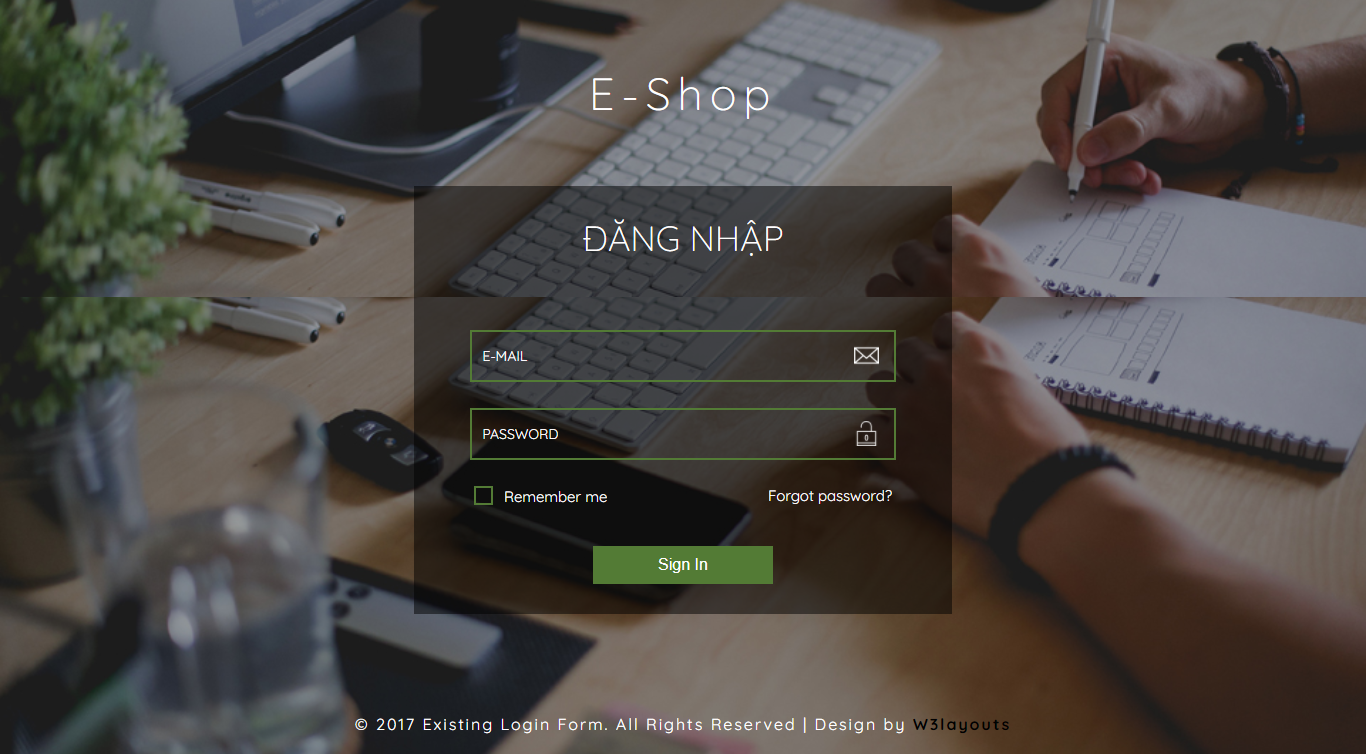 E-Shop
ĐĂNG NHẬP
E-MAIL
PASSWORD
Remember me
Forgot password?
Sign In
© 2017 Existing Login Form. All Rights Reserved | Design by W3layouts